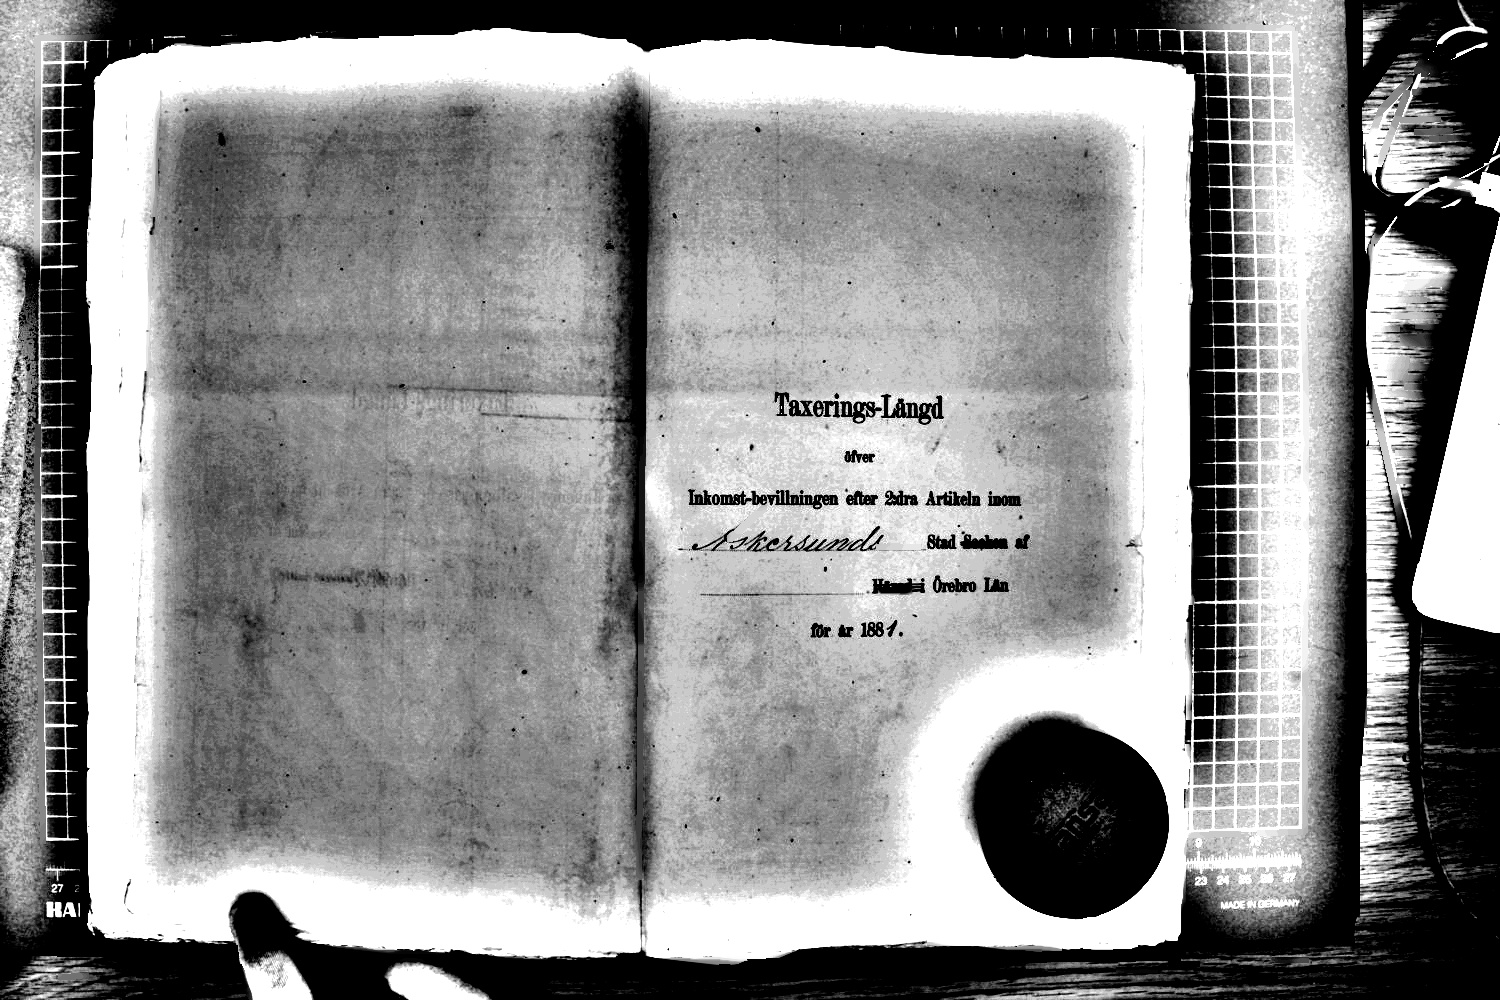 Taxerings-Längd
öfver
Inkomst-bevillningen efter 2:dra Artikeln inom
Askersunds Stad Socken af
Härad i Örebro Län
för år 1881.
27
HA
23 24 25 26 27
MADE IN GERMANY